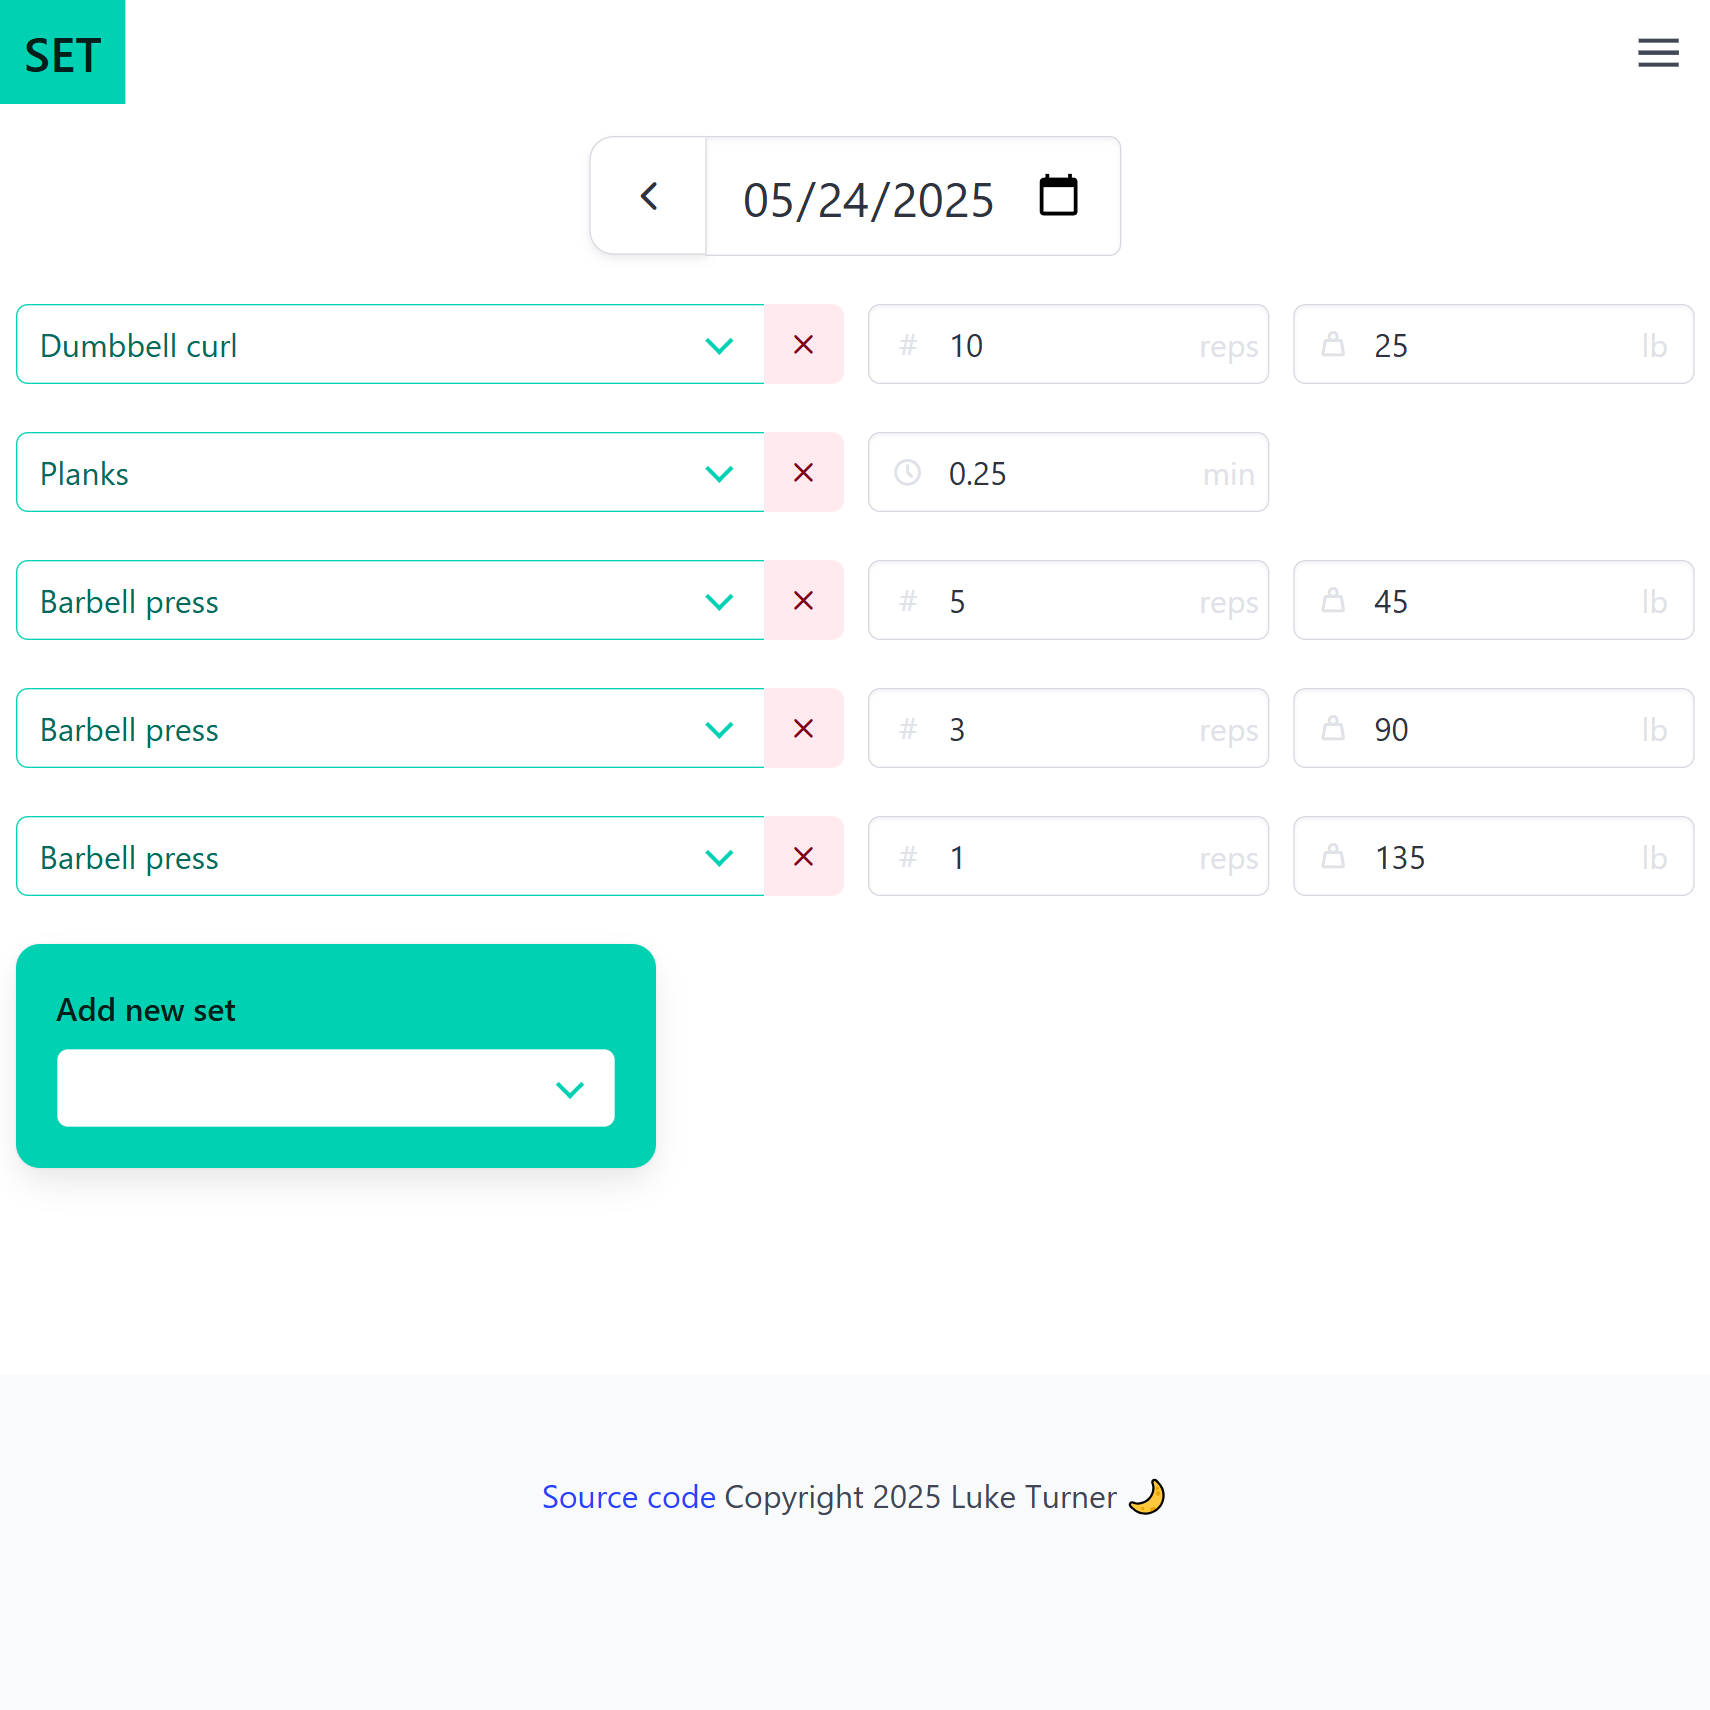 SET
05/24/2025
Dumbbell curl # 10 reps 25 lb
Planks 0.25 min
Barbell press # 5 reps 45 lb
Barbell press # 3 reps 90 lb
Barbell press # 1 reps 135 lb
Add new set
Source code Copyright 2025 Luke Turner 🌙